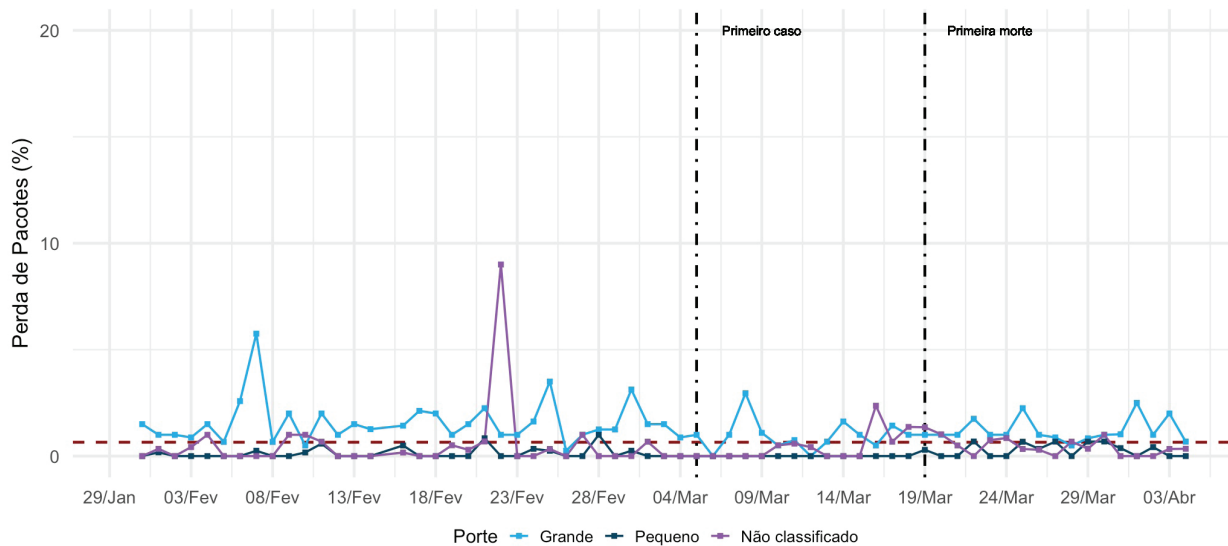 20
Primeiro caso
Primeira morte
Perda de Pacotes (%)
10
0
29/Jan
03/Fev
08/Fev
13/Fev
18/Fev
23/Fev
28/Fev
04/Mar
09/Mar
14/Mar
19/Mar
24/Mar
29/Mar
03/Abr
Porte Grande Pequeno Não classificado